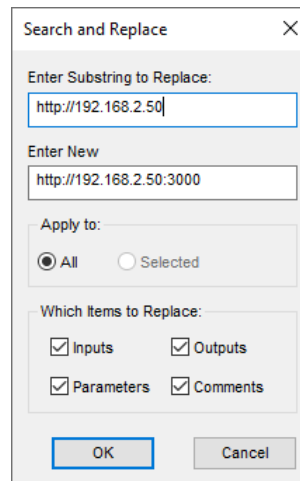 Search and Replace
Enter Substring to Replace:
http://192.168.2.50
Enter New
http://192.168.2.50:3000
Apply to:
All Selected
Which Items to Replace:
Inputs Outputs
Parameters Comments
OK Cancel